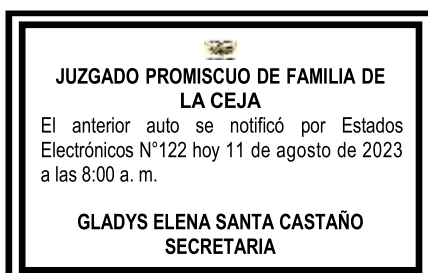 JUZGADO PROMISCUO DE FAMILIA DE
LA CEJA
El anterior auto se notificó por Estados
Electrónicos N°122 hoy 11 de agosto de 2023
a las 8:00 a. m.
GLADYS ELENA SANTA CASTAÑO
SECRETARIA